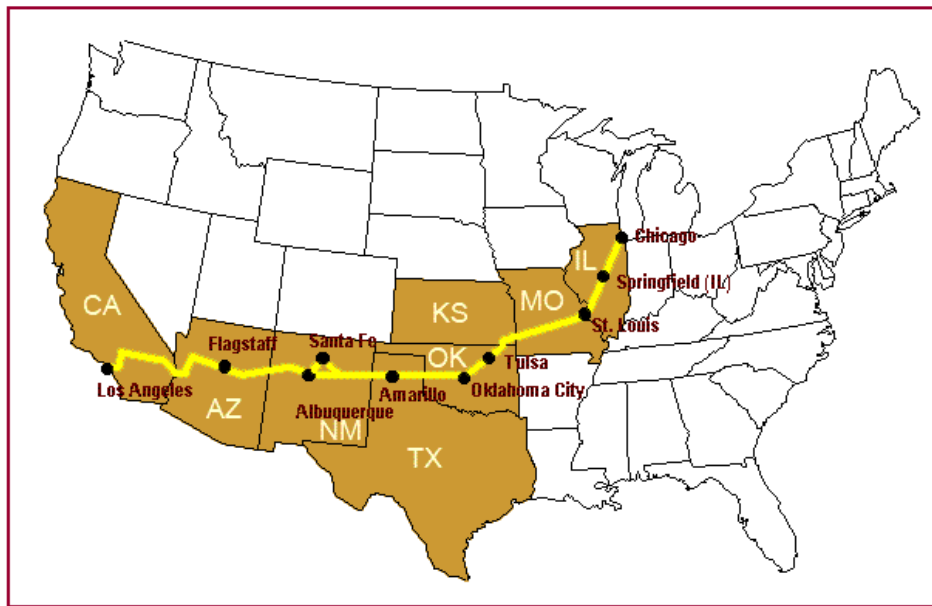 Chicago
IL
Springfield (IL)
MO
KS
St. Louis
CA
Santa Fe
Flagstaff
OK
Tulsa
Los Angeles
Amarillo
Oklahoma City
AZ
Albuquerque
NM
TX